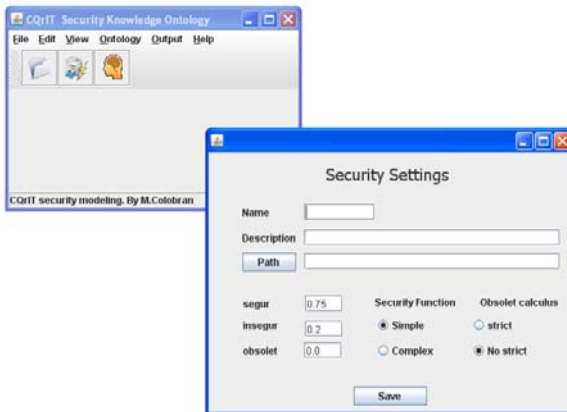 CQrIT Security Knowledge Ontology
File Edit View Ontology Output Help
CQrIT security modeling. By M.Colobran
Security Settings
Name
Description
Path
segur 0.75 Security Function Obsolet calculus
insegur 0.2 Simple strict
obsolet 0.0 Complex No strict
Save